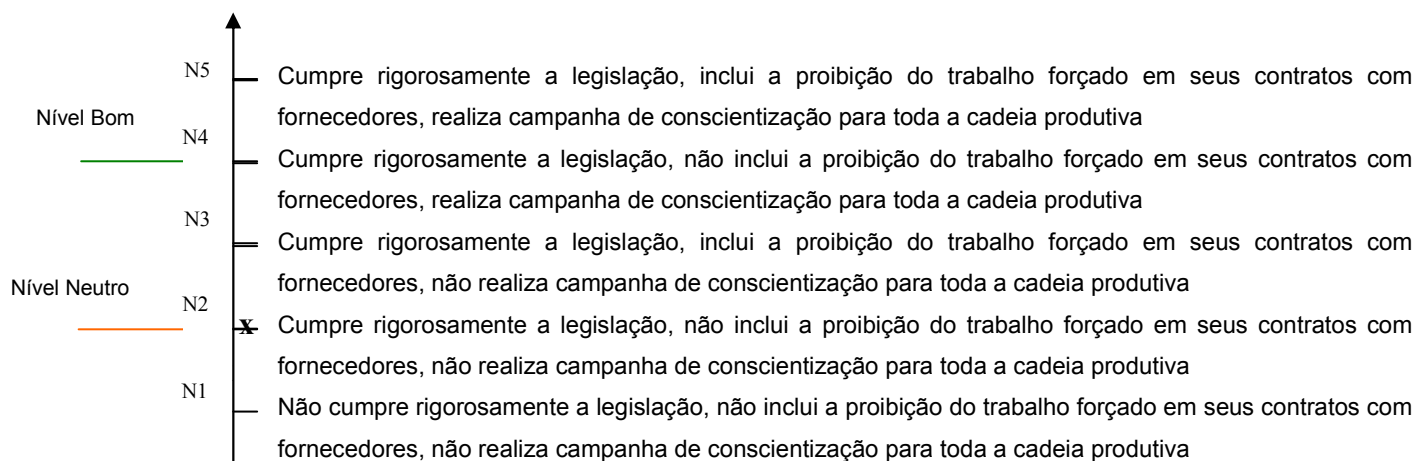 N5 Cumpre rigorosamente a legislação, inclui a proibição do trabalho forçado em seus contratos com
fornecedores, realiza campanha de conscientização para toda a cadeia produtiva
Nível Bom
N4 Cumpre rigorosamente a legislação, não inclui a proibição do trabalho forçado em seus contratos com
fornecedores, realiza campanha de conscientização para toda a cadeia produtiva
N3 Cumpre rigorosamente a legislação, inclui a proibição do trabalho forçado em seus contratos com
fornecedores, não realiza campanha de conscientização para toda a cadeia produtiva
Nível Neutro
N2 X Cumpre rigorosamente a legislação, não inclui a proibição do trabalho forçado em seus contratos com
fornecedores, não realiza campanha de conscientização para toda a cadeia produtiva
N1 Não cumpre rigorosamente a legislação, não inclui a proibição do trabalho forçado em seus contratos com
fornecedores, não realiza campanha de conscientização para toda a cadeia produtiva